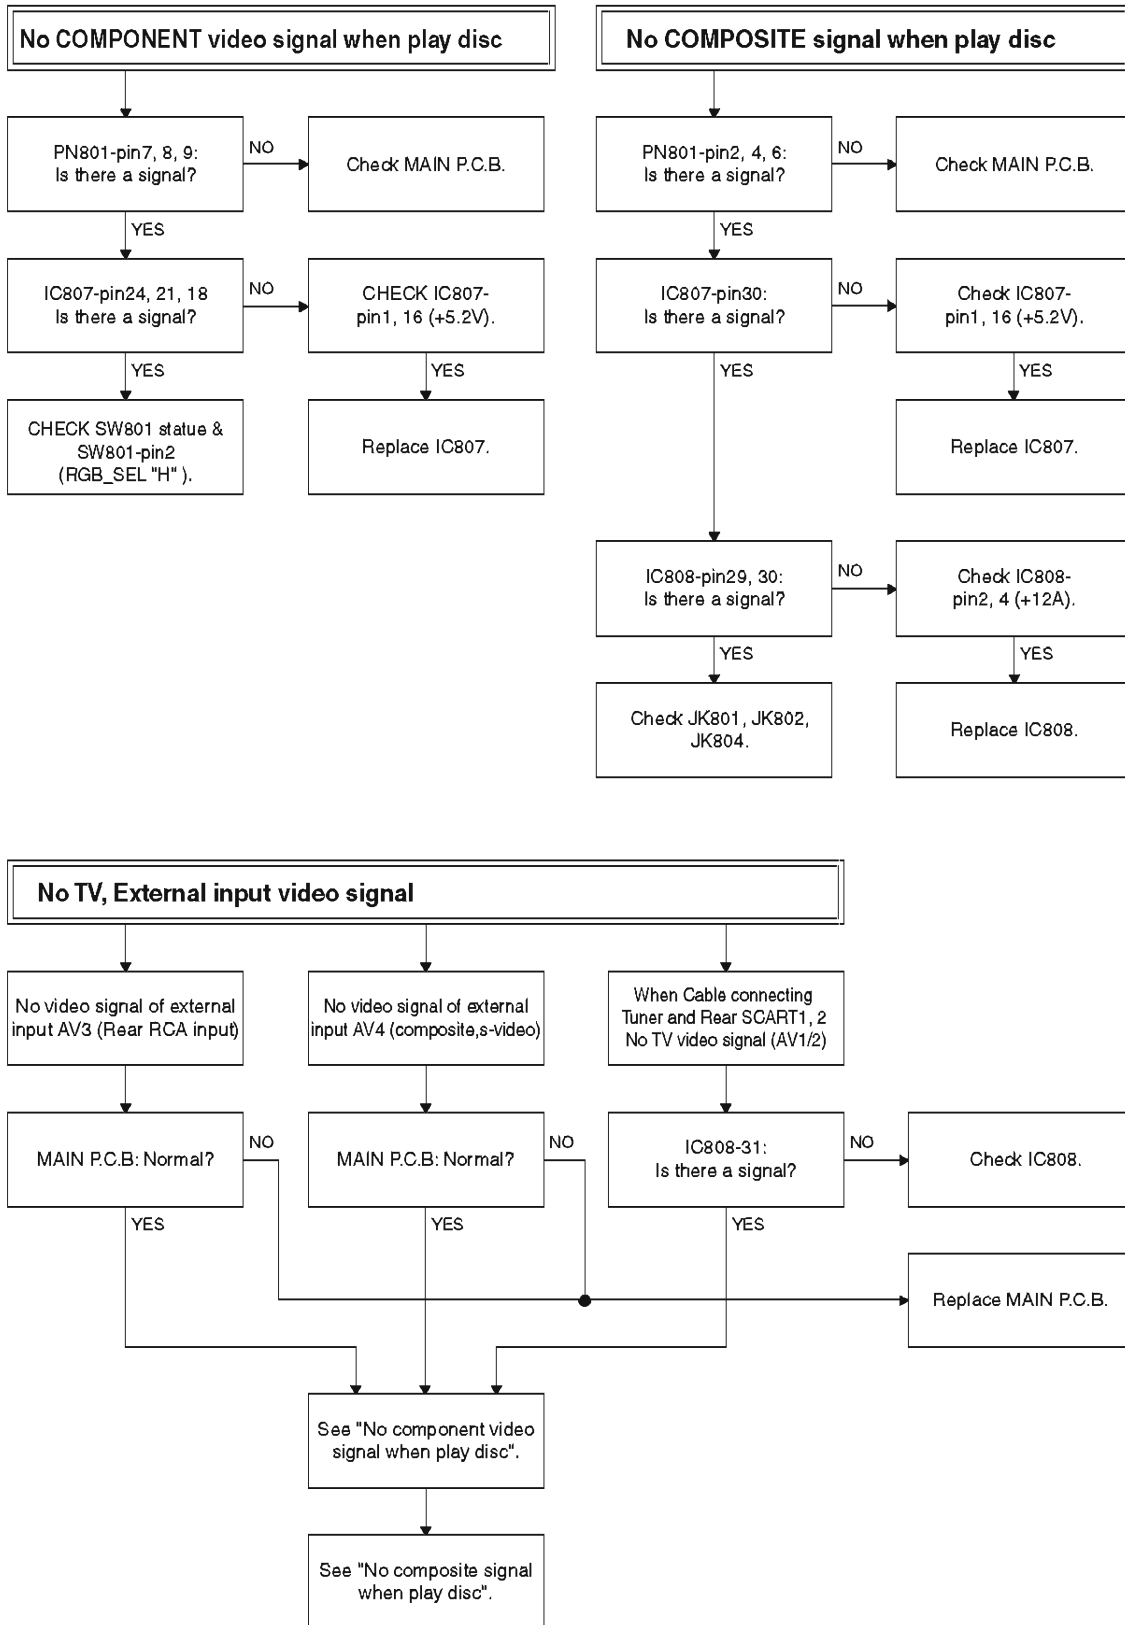 No COMPONENT video signal when play disc
PN801-pin7, 8, 9:
Is there a signal?
NO
Check MAIN P.C.B.
YES
IC807-pin24, 21, 18
Is there a signal?
NO
CHECK IC807-
pin1, 16 (+5.2V).
YES
YES
CHECK SW801 statue &
SW801-pin2
(RGB_SEL "H" ).
Replace IC807.
No COMPOSITE signal when play disc
PN801-pin2, 4, 6:
Is there a signal?
NO
Check MAIN P.C.B.
YES
IC807-pin30:
Is there a signal?
NO
Check IC807-
pin1, 16 (+5.2V).
YES
YES
Replace IC807.
IC808-pin29, 30:
Is there a signal?
NO
Check IC808-
pin2, 4 (+12A).
YES
YES
Check JK801, JK802,
JK804.
Replace IC808.
No TV, External input video signal
No video signal of external
input AV3 (Rear RCA input)
No video signal of external
input AV4 (composite,s-video)
When Cable connecting
Tuner and Rear SCART1, 2
No TV video signal (AV1/2)
MAIN P.C.B: Normal?
NO
MAIN P.C.B: Normal?
NO
IC808-31:
Is there a signal?
NO
Check IC808.
YES
YES
YES
Replace MAIN P.C.B.
See "No component video
signal when play disc".
See "No composite signal
when play disc".